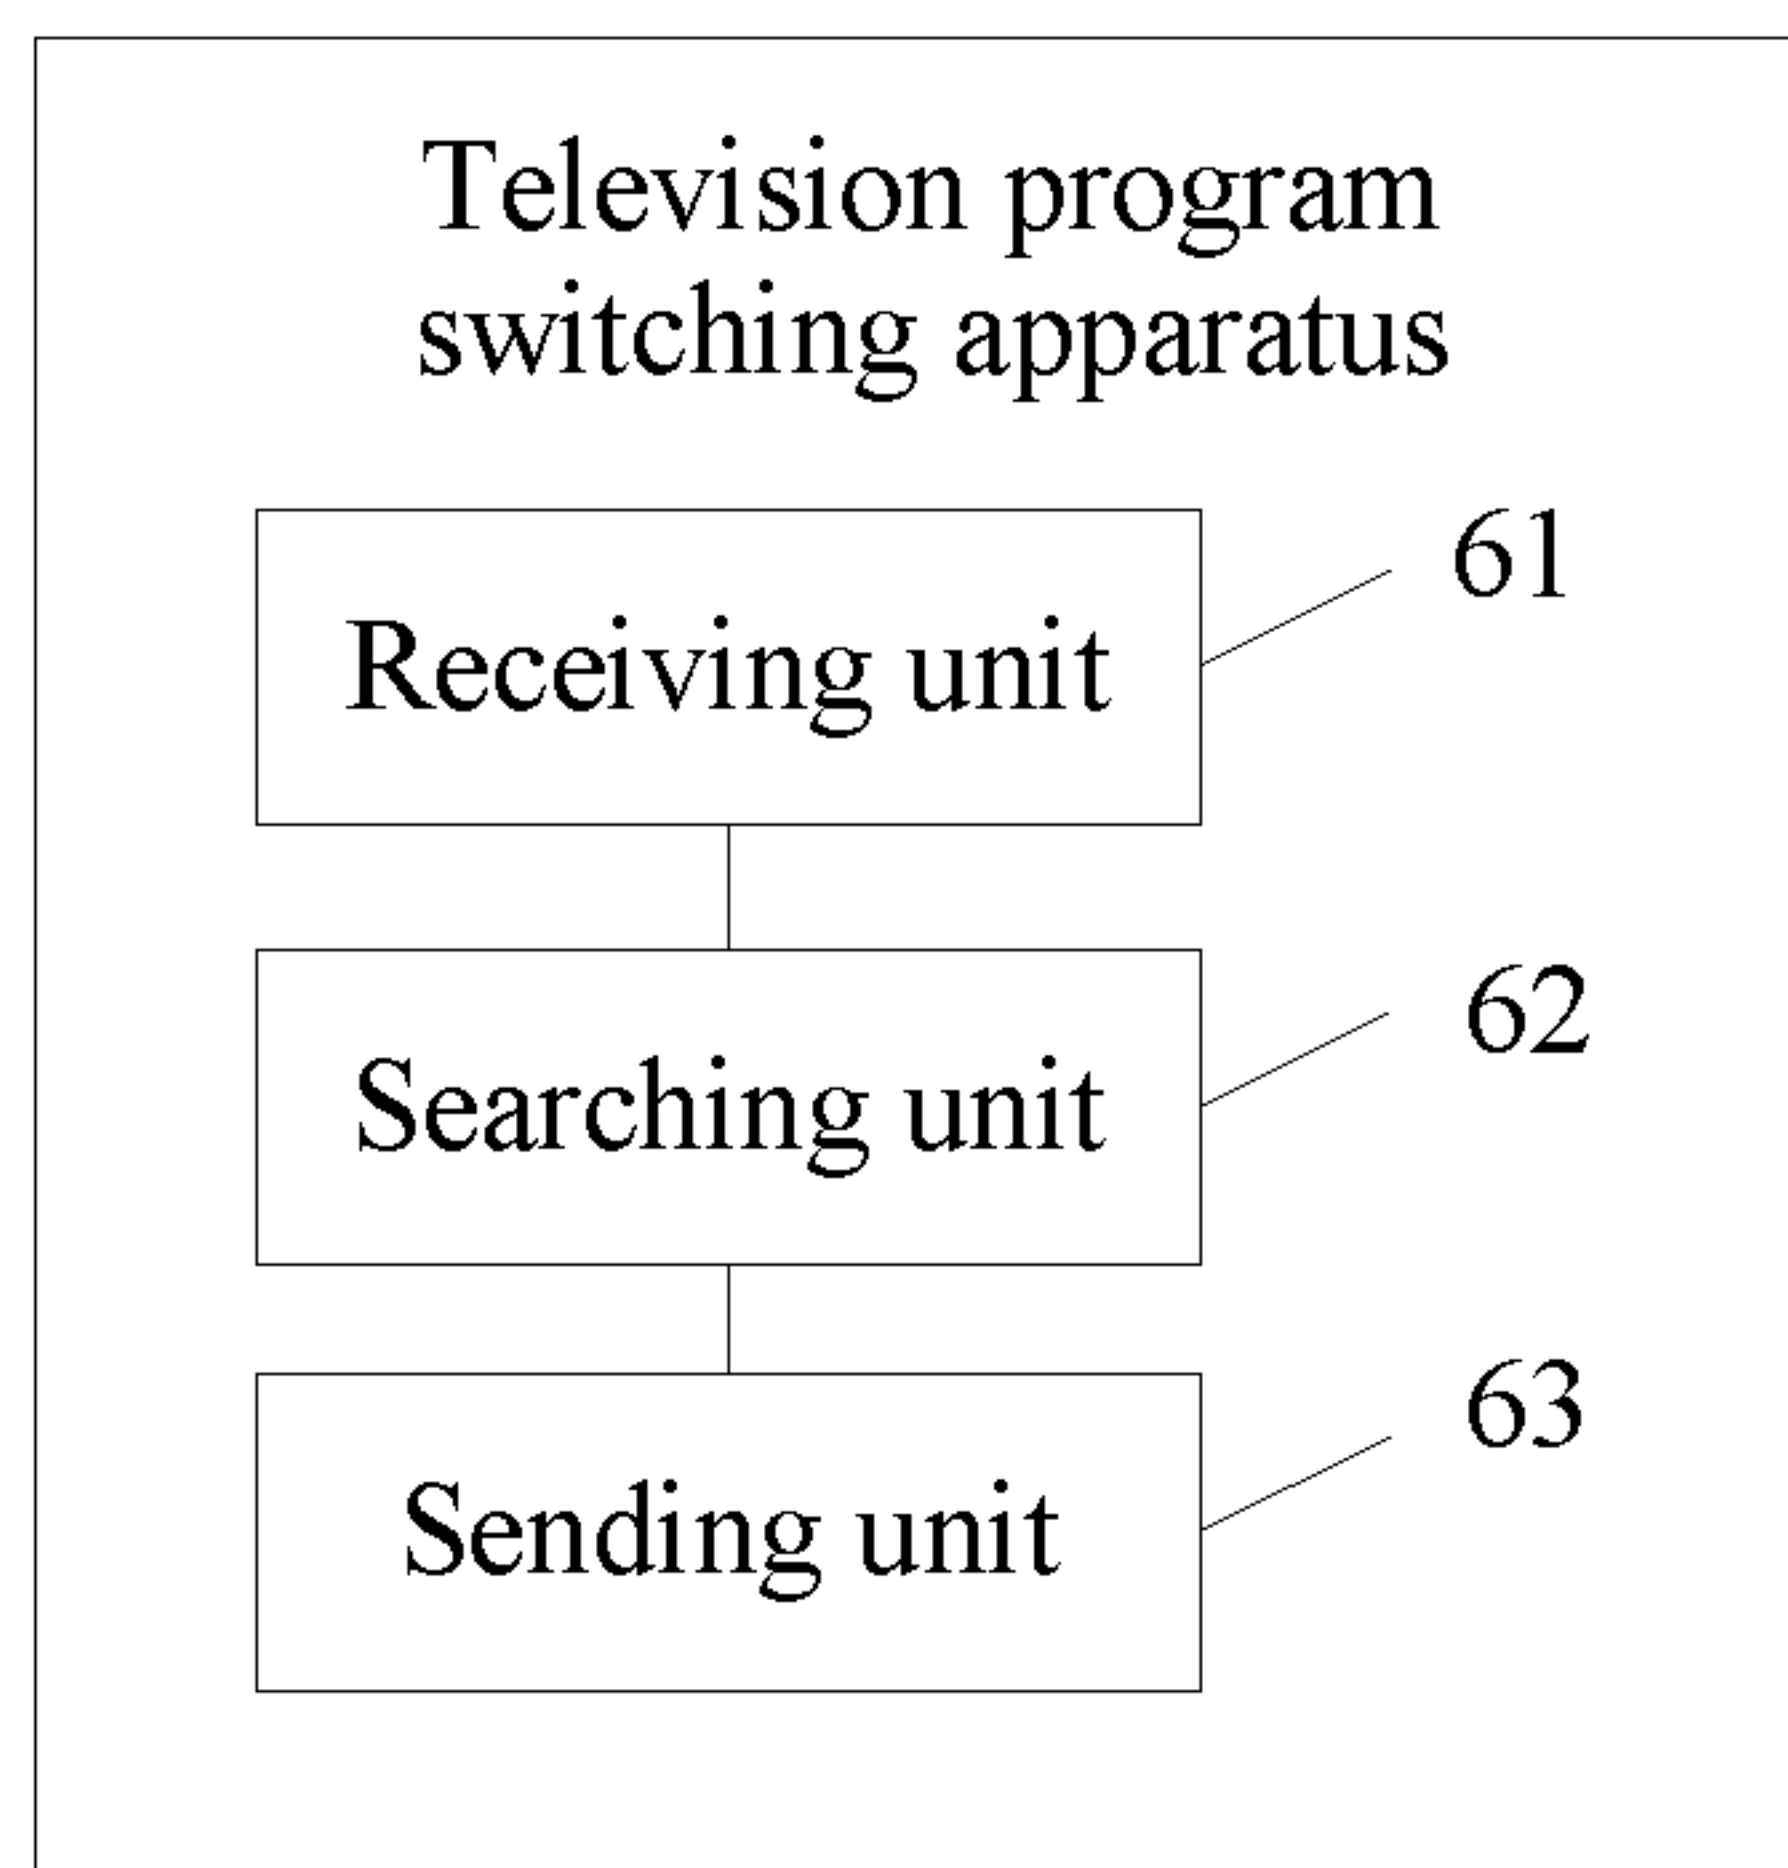 Television program
switching apparatus
61
Receiving unit
62
Searching unit
63
Sending unit